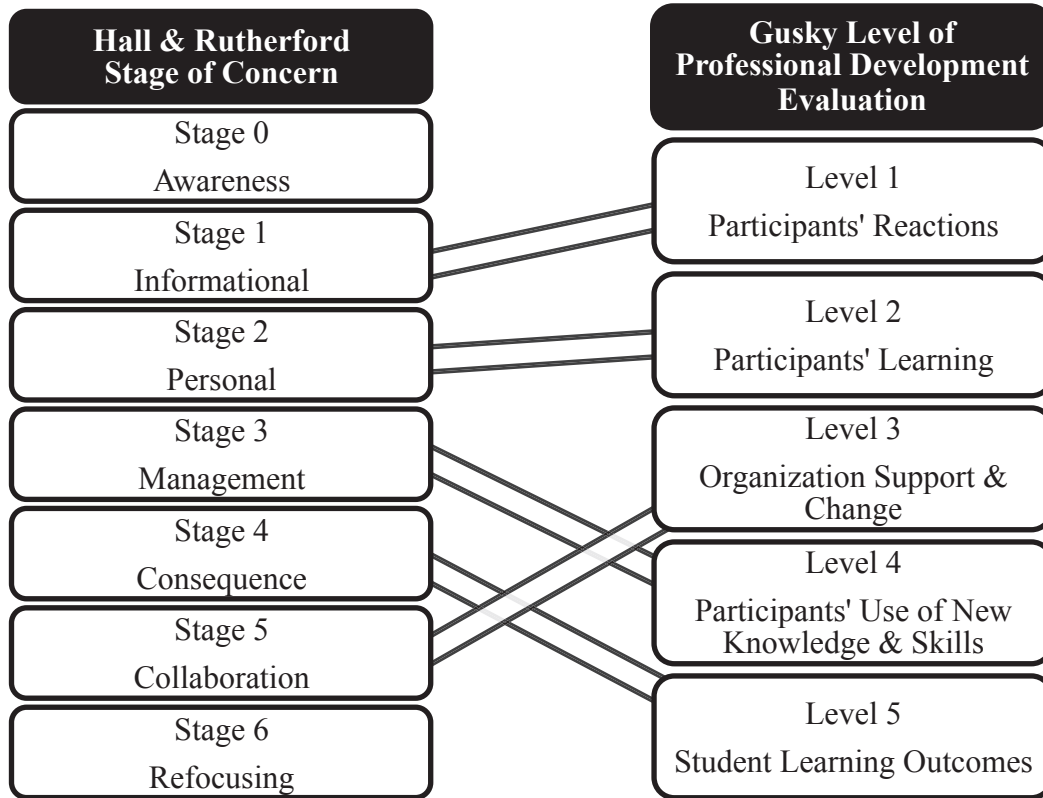 Hall & Rutherford
Stage of Concern
Stage 0
Awareness
Stage 1
Informational
Stage 2
Personal
Stage 3
Management
Stage 4
Consequence
Stage 5
Collaboration
Stage 6
Refocusing
Gusky Level of
Professional Development
Evaluation
Level 1
Participants' Reactions
Level 2
Participants' Learning
Level 3
Organization Support &
Change
Level 4
Participants' Use of New
Knowledge & Skills
Level 5
Student Learning Outcomes